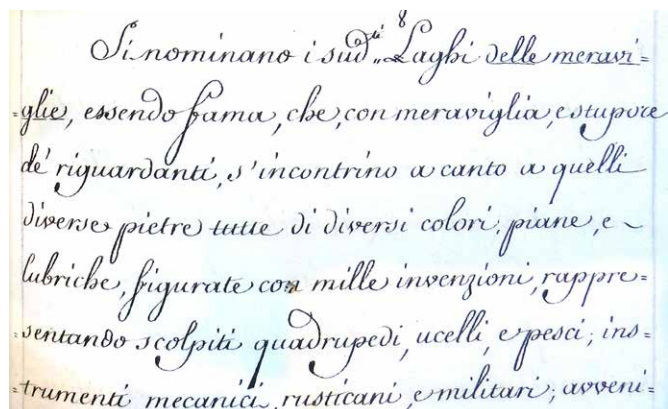 8
Si nominano i sud.ti Laghi delle meravi=
=glie, essendo fama, che, con meraviglia, e stupore
de' riguardanti, s'incontrino a canto a quelli
diverse pietre tutte di diversi colori, piane, e
lubriche, figurate con mille invenzioni, rappre=
=sentando scolpiti quadrupedi, ucelli, e pesci; ins=
=trumenti mecanici, rusticani, e militari; avveni=